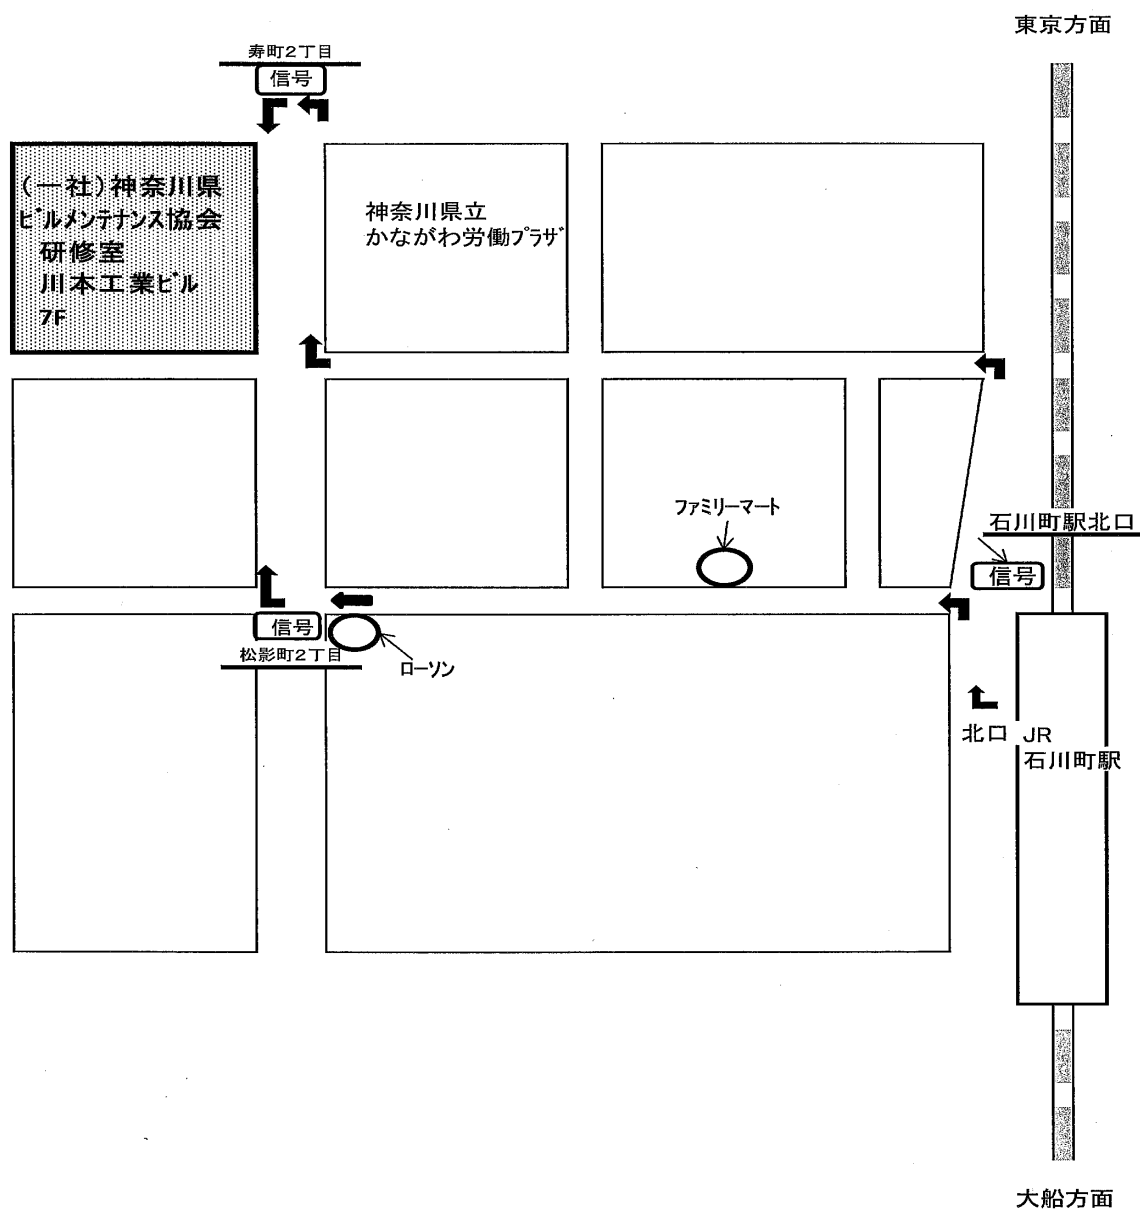 東京方面
寿町2丁目
信号
(一社)神奈川県
ﾋﾞﾙﾒﾝﾃﾅﾝｽ協会
研修室
川本工業ﾋﾞﾙ
7F
神奈川県立
かながわ労働ﾌﾟﾗｻﾞ
ファミリーマート
石川町駅北口
信号
信号
松影町2丁目
ローソン
北口
JR
石川町駅
大船方面